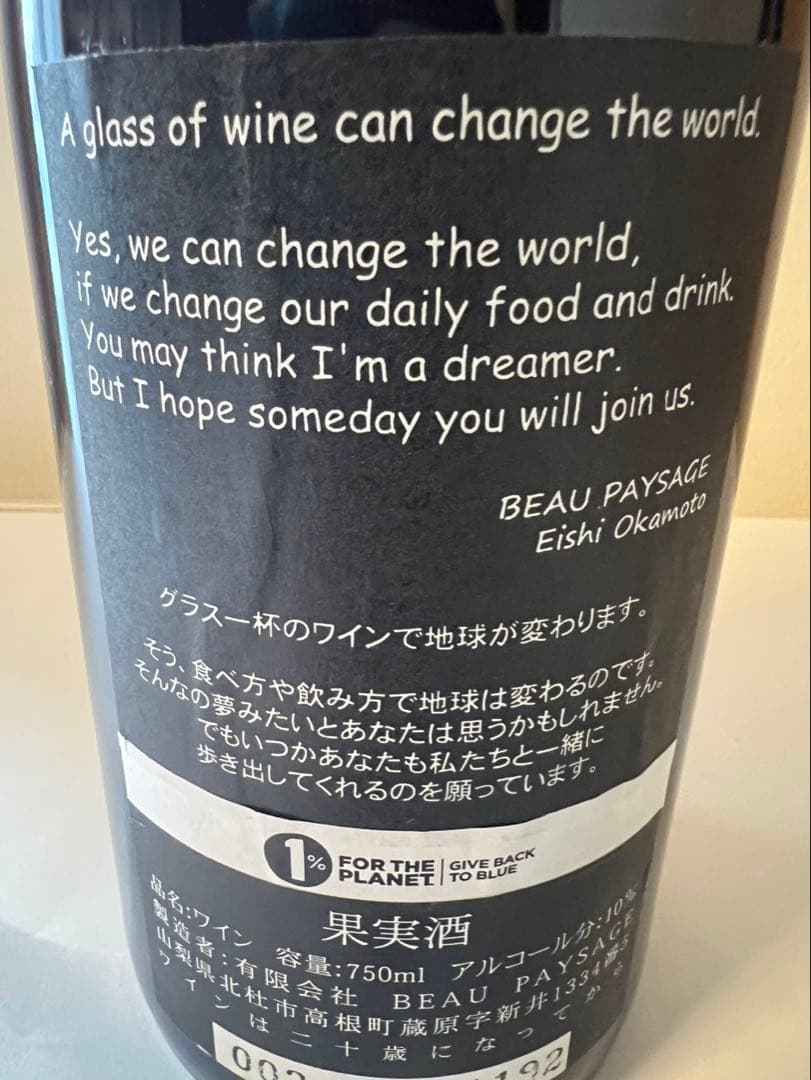 A glass of wine can change the world.
Yes, we can change the world,
if we change our daily food and drink.
You may think I'm a dreamer.
But I hope someday you will join us.
BEAU PAYSAGE
Eishi Okamoto
グラス一杯のワインで地球が変わります。
そう、食べ方や飲み方で地球は変わるのです。
そんなの夢みたいとあなたは思うかもしれません。
でもいつかあなたも私たちと一緒に
歩き出してくれるのを願っています。
1% FOR THE PLANET | GIVE BACK TO BLUE
果実酒
品名:ワイン 容量:750ml アルコール分:10%
製造者:有限会社 BEAU PAYSAGE
山梨県北杜市高根町蔵原字新井1334番5
ワインは二十歳になってから